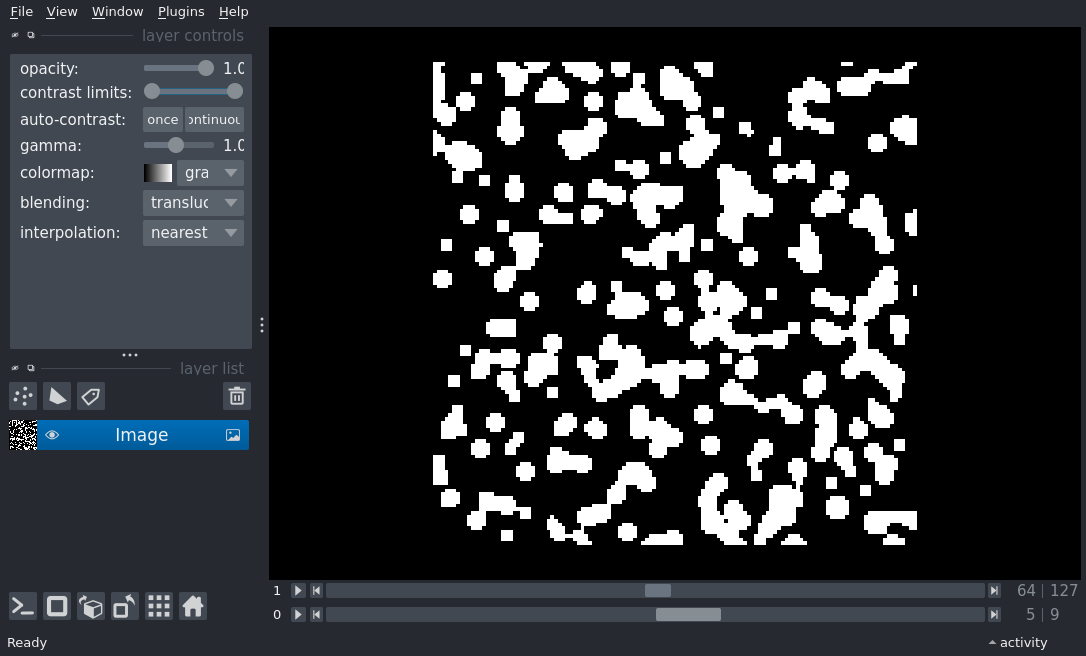 File View Window Plugins Help
layer controls
opacity: 1.0
contrast limits:
auto-contrast: once ontinuou
gamma: 1.0
colormap: gra
blending: transluc
interpolation: nearest
layer list
Image
1 64 | 127
0 5 | 9
Ready activity